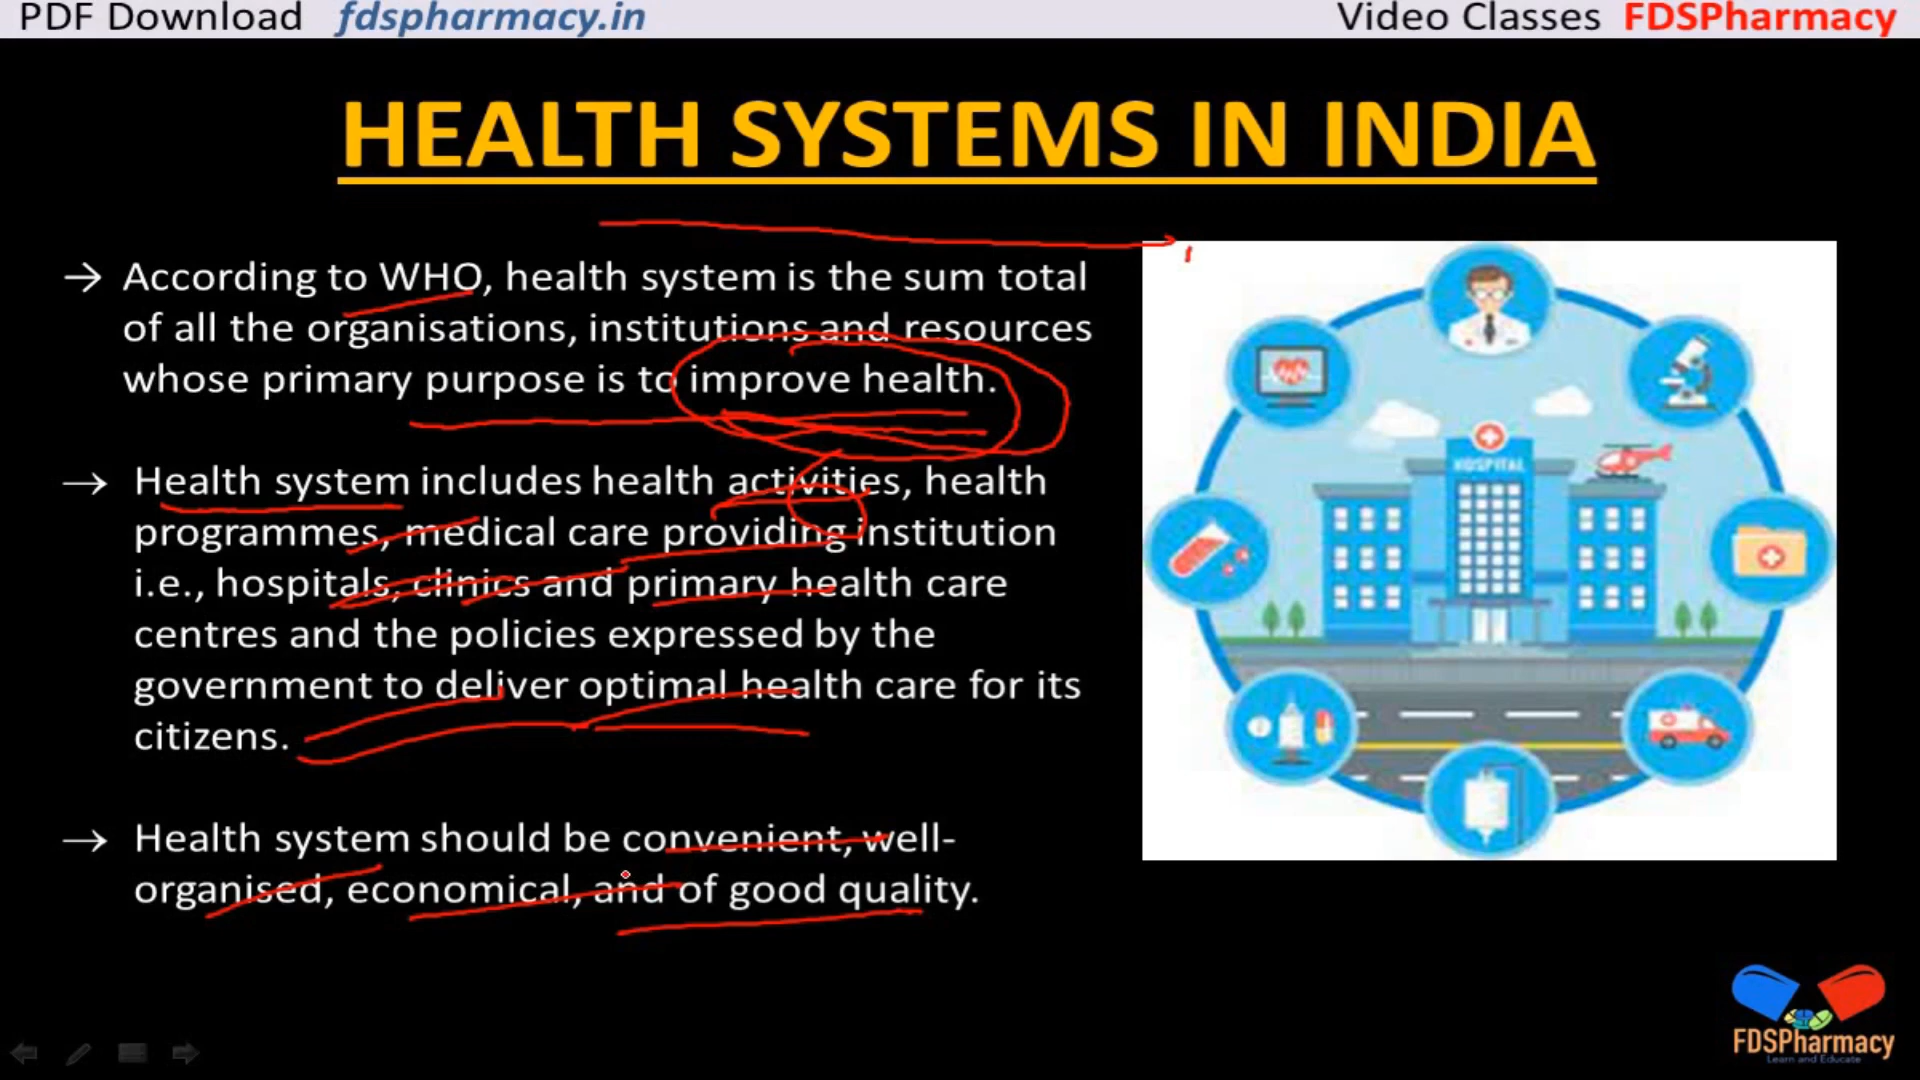 PDF Download fdspharmacy.in Video Classes FDSPharmacy
HEALTH SYSTEMS IN INDIA
→ According to WHO, health system is the sum total
of all the organisations, institutions and resources
whose primary purpose is to improve health.
→ Health system includes health activities, health
programmes, medical care providing institution
i.e., hospitals, clinics and primary health care
centres and the policies expressed by the
government to deliver optimal health care for its
citizens.
→ Health system should be convenient, well-
organised, economical, and of good quality.
HOSPITAL
FDSPharmacy
Learn and Educate